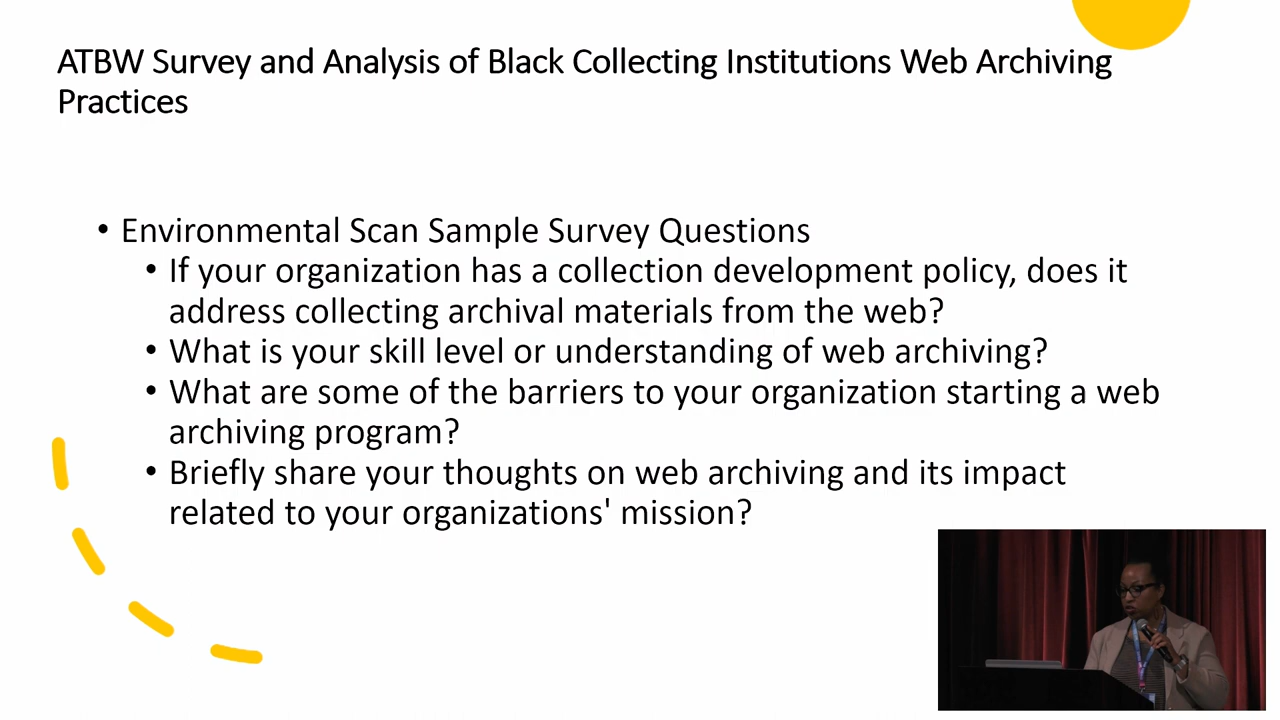 ATBW Survey and Analysis of Black Collecting Institutions Web Archiving
Practices
• Environmental Scan Sample Survey Questions
• If your organization has a collection development policy, does it
address collecting archival materials from the web?
• What is your skill level or understanding of web archiving?
• What are some of the barriers to your organization starting a web
archiving program?
• Briefly share your thoughts on web archiving and its impact
related to your organizations' mission?